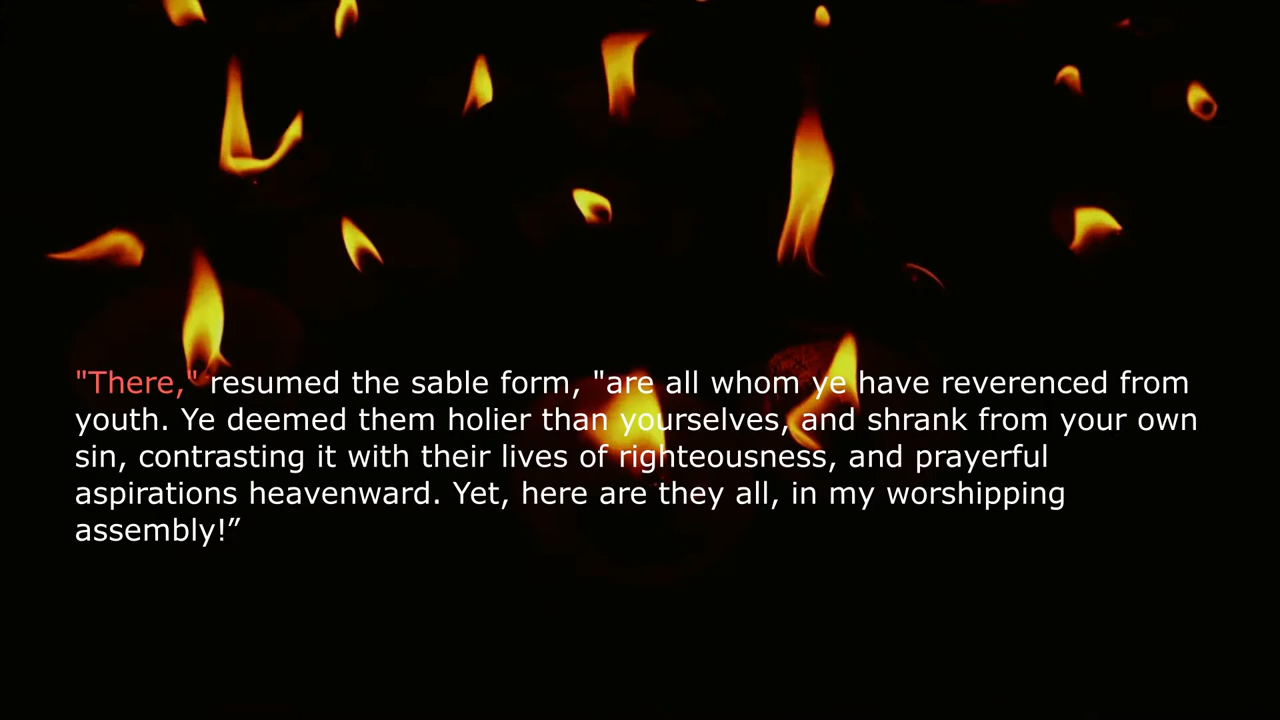 "There," resumed the sable form, "are all whom ye have reverenced from
youth. Ye deemed them holier than yourselves, and shrank from your own
sin, contrasting it with their lives of righteousness, and prayerful
aspirations heavenward. Yet, here are they all, in my worshipping
assembly!”